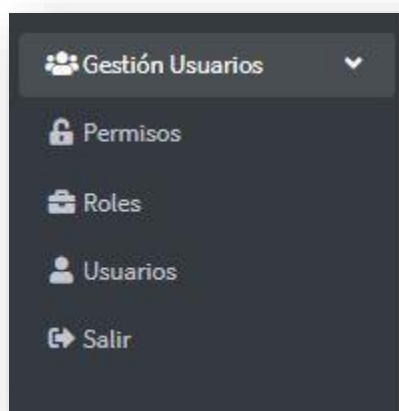 Gestión Usuarios
Permisos
Roles
Usuarios
Salir